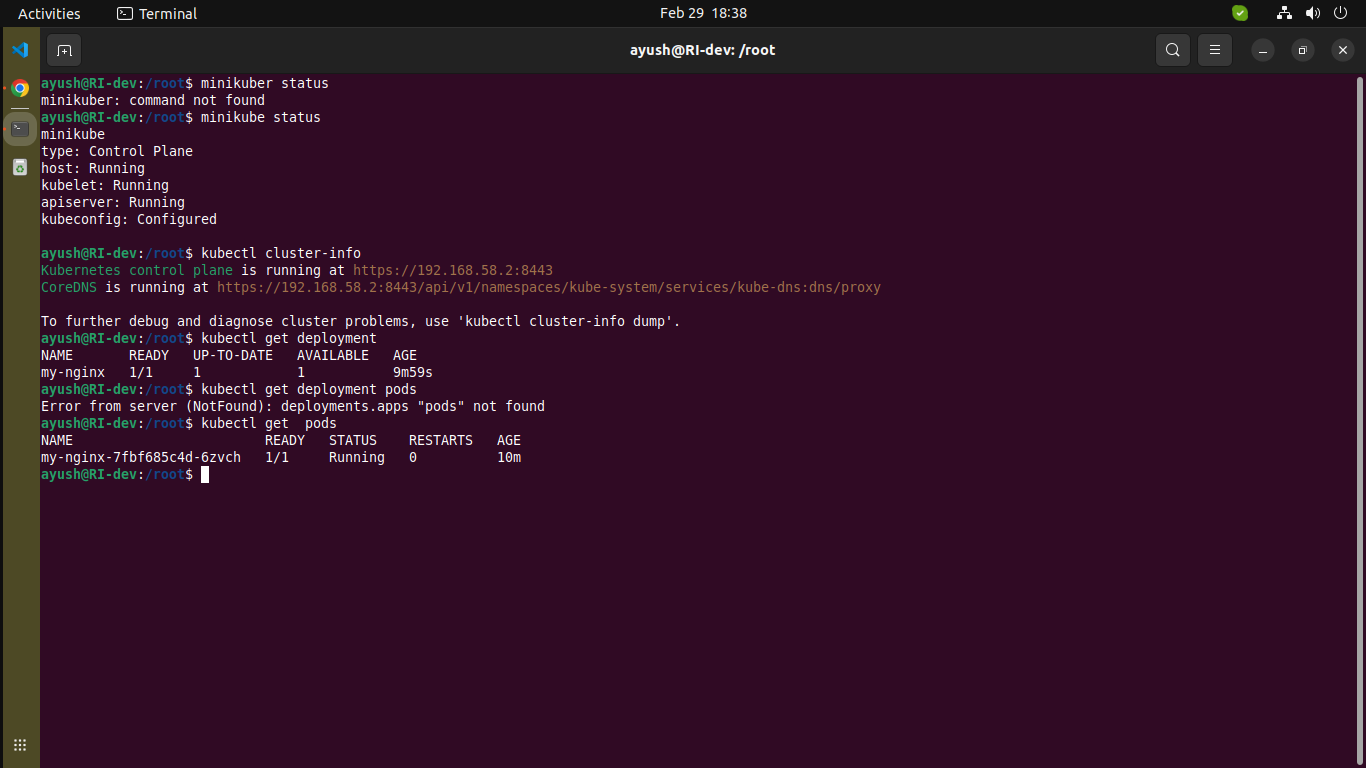 Activities
Terminal
Feb 29 18:38
ayush@RI-dev: /root
ayush@RI-dev:/root$ minikuber status
minikuber: command not found
ayush@RI-dev:/root$ minikube status
minikube
type: Control Plane
host: Running
kubelet: Running
apiserver: Running
kubeconfig: Configured
ayush@RI-dev:/root$ kubectl cluster-info
Kubernetes control plane is running at https://192.168.58.2:8443
CoreDNS is running at https://192.168.58.2:8443/api/v1/namespaces/kube-system/services/kube-dns:dns/proxy
To further debug and diagnose cluster problems, use 'kubectl cluster-info dump'.
ayush@RI-dev:/root$ kubectl get deployment
NAME       READY   UP-TO-DATE   AVAILABLE   AGE
my-nginx   1/1     1            1           9m59s
ayush@RI-dev:/root$ kubectl get deployment pods
Error from server (NotFound): deployments.apps "pods" not found
ayush@RI-dev:/root$ kubectl get  pods
NAME                        READY   STATUS    RESTARTS   AGE
my-nginx-7fbf685c4d-6zvch   1/1     Running   0          10m
ayush@RI-dev:/root$